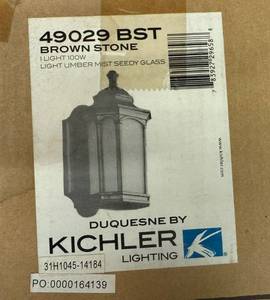 49029 BST
BROWN STONE
1 LIGHT 100W
LIGHT UMBER MIST SEEDY GLASS
DUQUESNE BY
KICHLER
LIGHTING
31H1045-14184
PO:0000164139